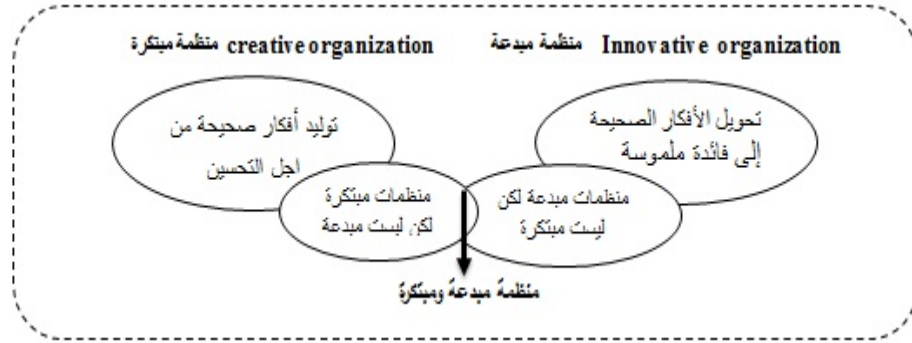 منظمة مبدعة Innovative organization
منظمة مبتكرة creative organization
تحويل الأفكار الصحيحة
إلى فائدة ملموسة
توليد أفكار صحيحة من
اجل التحسين
منظمات مبدعة لكن
ليست مبتكرة
منظمات مبتكرة
لكن ليست مبدعة
منظمة مبدعة ومبتكرة